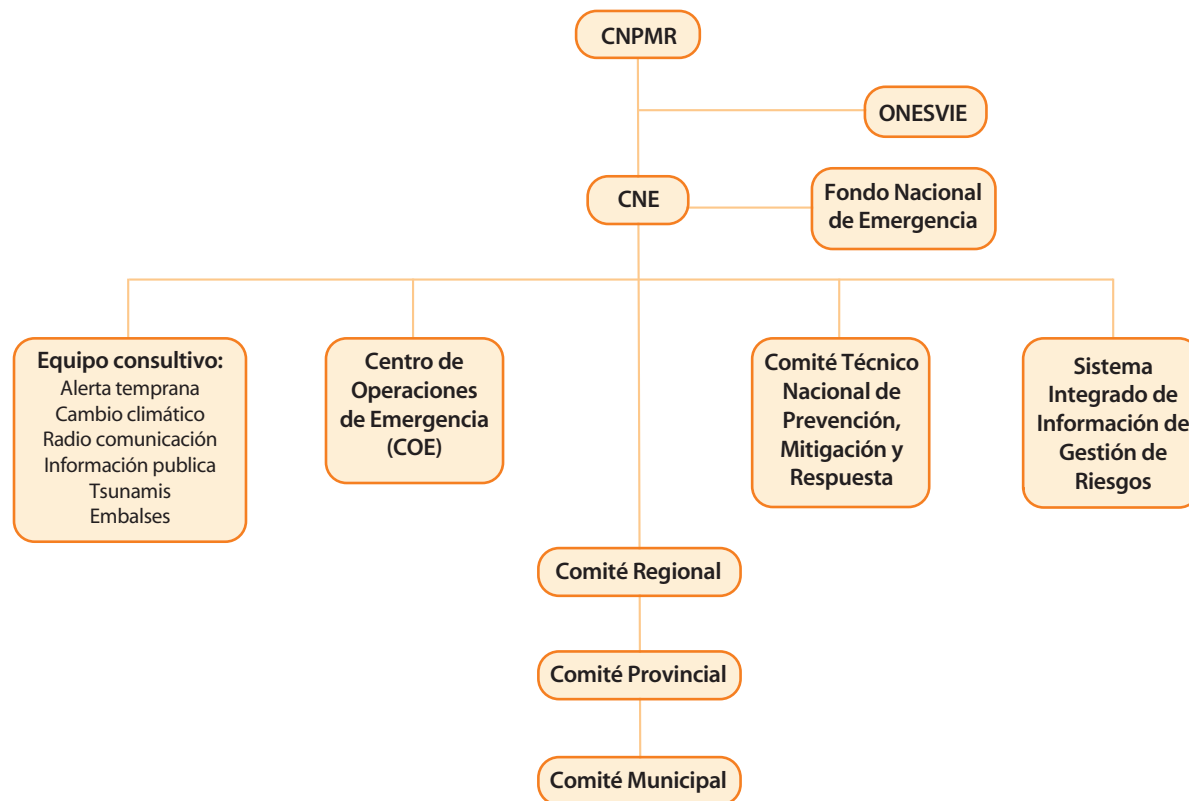 CNPMR
ONESVIE
CNE
Fondo Nacional
de Emergencia
Equipo consultivo:
Alerta temprana
Cambio climático
Radio comunicación
Información publica
Tsunamis
Embalses
Centro de
Operaciones
de Emergencia
(COE)
Comité Técnico
Nacional de
Prevención,
Mitigación y
Respuesta
Sistema
Integrado de
Información de
Gestión de
Riesgos
Comité Regional
Comité Provincial
Comité Municipal